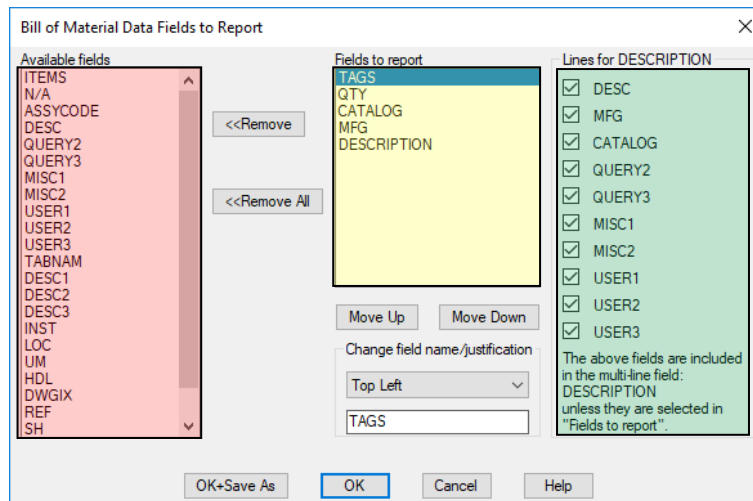 Bill of Material Data Fields to Report
Available fields
ITEMS
N/A
ASSYCODE
DESC
QUERY2
QUERY3
MISC1
MISC2
USER1
USER2
USER3
TABNAM
DESC1
DESC2
DESC3
INST
LOC
UM
HDL
DWGIX
REF
SH
<<Remove
<<Remove All
Fields to report
TAGS
QTY
CATALOG
MFG
DESCRIPTION
Move Up
Move Down
Change field name/justification
Top Left
TAGS
Lines for DESCRIPTION
DESC
MFG
CATALOG
QUERY2
QUERY3
MISC1
MISC2
USER1
USER2
USER3
The above fields are included
in the multi-line field:
DESCRIPTION
unless they are selected in
"Fields to report".
OK+Save As
OK
Cancel
Help